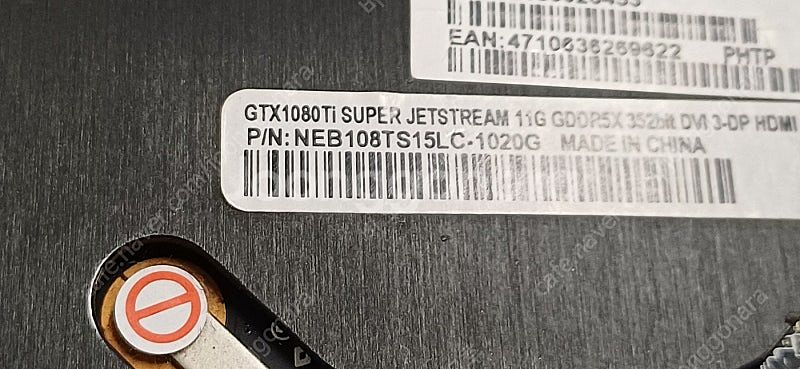 EAN:4710636269622 PHTP
GTX1080Ti SUPER JETSTREAM 11G GDDR5X 352bit DVI 3-DP HDMI
P/N:NEB108TS15LC-1020G MADE IN CHINA